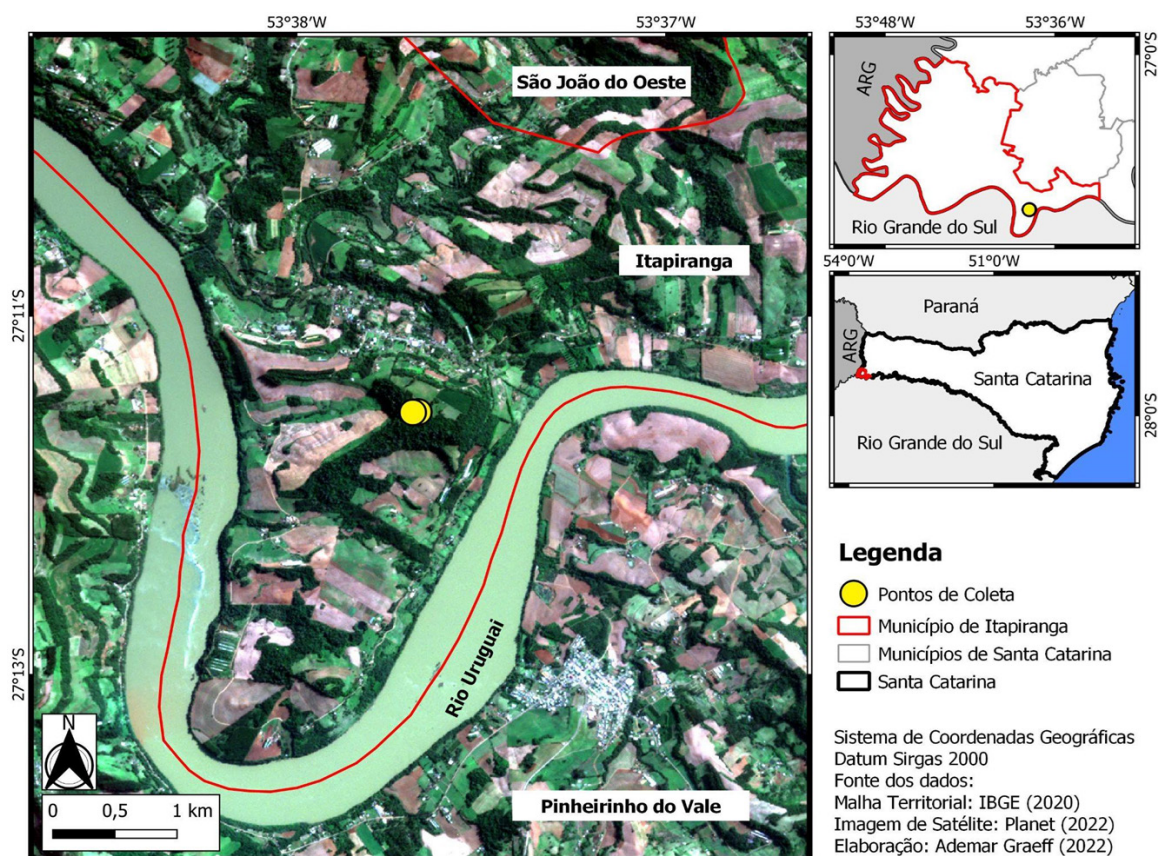 53°38'W
53°37'W
São João do Oeste
Itapiranga
27°11'S
27°13'S
Rio Uruguai
Pinheirinho do Vale
N
0 0,5 1 km
53°48'W
53°36'W
27°0'S
ARG
Rio Grande do Sul
54°0'W
51°0'W
Paraná
ARG
Santa Catarina
Rio Grande do Sul
28°0'S
Legenda
Pontos de Coleta
Município de Itapiranga
Municípios de Santa Catarina
Santa Catarina
Sistema de Coordenadas Geográficas
Datum Sirgas 2000
Fonte dos dados:
Malha Territorial: IBGE (2020)
Imagem de Satélite: Planet (2022)
Elaboração: Ademar Graeff (2022)